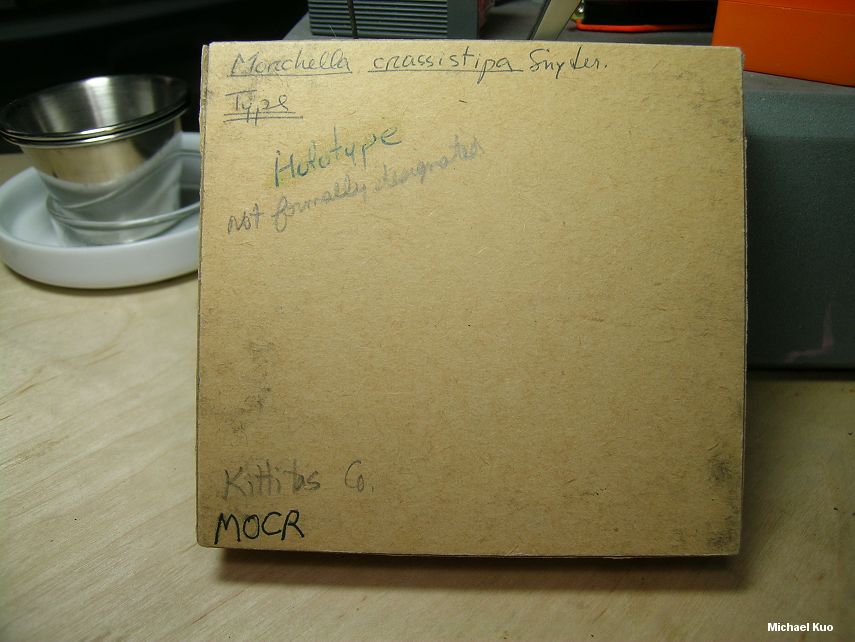 Morchella crassistipa Snyder.
Type
Holotype
not formally designated
Kittitas Co.
MOCR
Michael Kuo